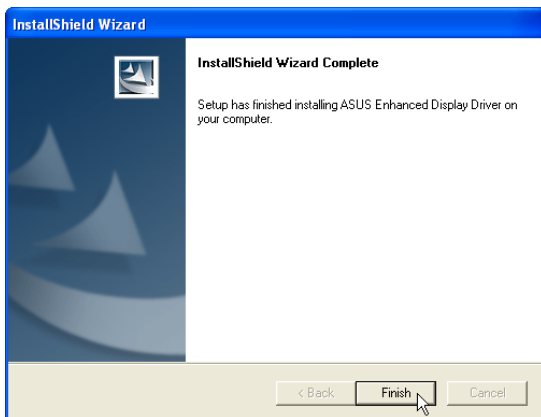 InstallShield Wizard
InstallShield Wizard Complete
Setup has finished installing ASUS Enhanced Display Driver on
your computer.
< Back
Finish
Cancel